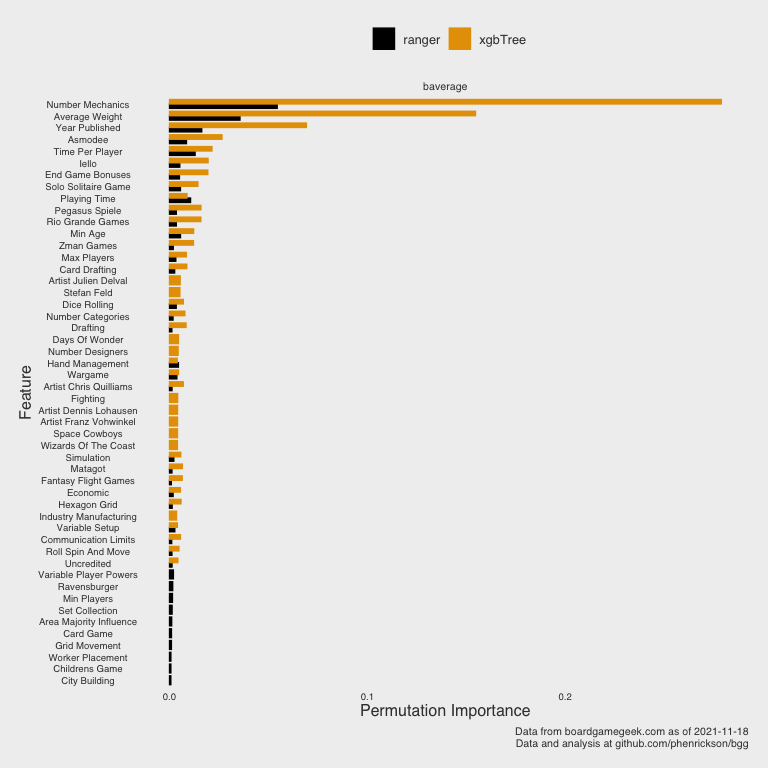 ranger xgbTree
baverage
Number Mechanics
Average Weight
Year Published
Asmodee
Time Per Player
Iello
End Game Bonuses
Solo Solitaire Game
Playing Time
Pegasus Spiele
Rio Grande Games
Min Age
Zman Games
Max Players
Card Drafting
Artist Julien Delval
Stefan Feld
Dice Rolling
Number Categories
Drafting
Days Of Wonder
Number Designers
Hand Management
Wargame
Artist Chris Quilliams
Fighting
Artist Dennis Lohausen
Artist Franz Vohwinkel
Space Cowboys
Wizards Of The Coast
Simulation
Matagot
Fantasy Flight Games
Economic
Hexagon Grid
Industry Manufacturing
Variable Setup
Communication Limits
Roll Spin And Move
Uncredited
Variable Player Powers
Ravensburger
Min Players
Set Collection
Area Majority Influence
Card Game
Grid Movement
Worker Placement
Childrens Game
City Building
Feature
0.0 0.1 0.2
Permutation Importance
Data from boardgamegeek.com as of 2021-11-18
Data and analysis at github.com/phenrickson/bgg